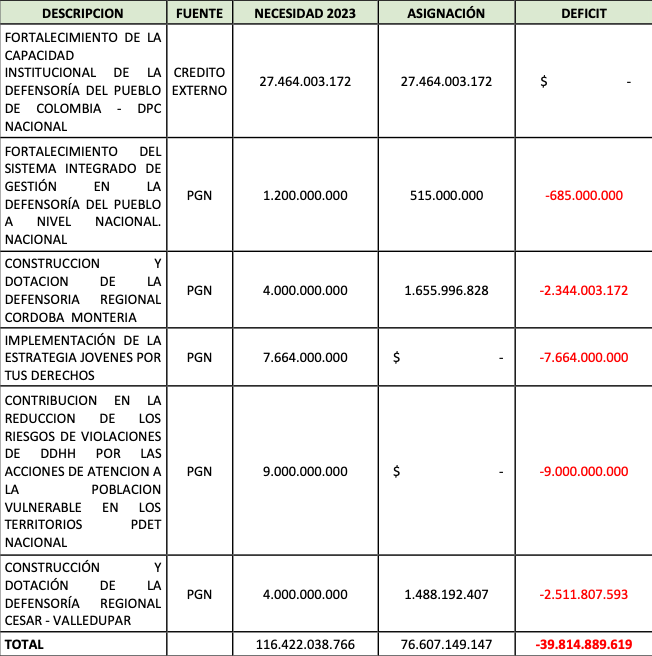 DESCRIPCION FUENTE NECESIDAD 2023 ASIGNACIÓN DEFICIT
FORTALECIMIENTO DE LA
CAPACIDAD
INSTITUCIONAL DE LA
DEFENSORÍA DEL PUEBLO
DE COLOMBIA - DPC
NACIONAL
CREDITO
EXTERNO
27.464.003.172 27.464.003.172 $ -
FORTALECIMIENTO DEL
SISTEMA INTEGRADO DE
GESTIÓN EN LA
DEFENSORÍA DEL PUEBLO
A NIVEL NACIONAL.
NACIONAL
PGN 1.200.000.000 515.000.000 -685.000.000
CONSTRUCCION Y
DOTACION DE LA
DEFENSORIA REGIONAL
CORDOBA MONTERIA
PGN 4.000.000.000 1.655.996.828 -2.344.003.172
IMPLEMENTACIÓN DE LA
ESTRATEGIA JOVENES POR
TUS DERECHOS
PGN 7.664.000.000 $ - -7.664.000.000
CONTRIBUCION EN LA
REDUCCION DE LOS
RIESGOS DE VIOLACIONES
DE DDHH POR LAS
ACCIONES DE ATENCION A
LA POBLACION
VULNERABLE EN LOS
TERRITORIOS PDET
NACIONAL
PGN 9.000.000.000 $ - -9.000.000.000
CONSTRUCCIÓN Y
DOTACIÓN DE LA
DEFENSORÍA REGIONAL
CESAR - VALLEDUPAR
PGN 4.000.000.000 1.488.192.407 -2.511.807.593
TOTAL 116.422.038.766 76.607.149.147 -39.814.889.619